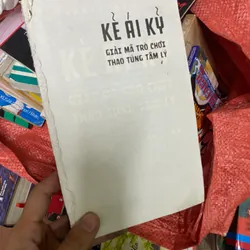 KẺ ÁI KỶ
GIẢI MÃ TRÒ CHƠI
THAO TÚNG TÂM LÝ